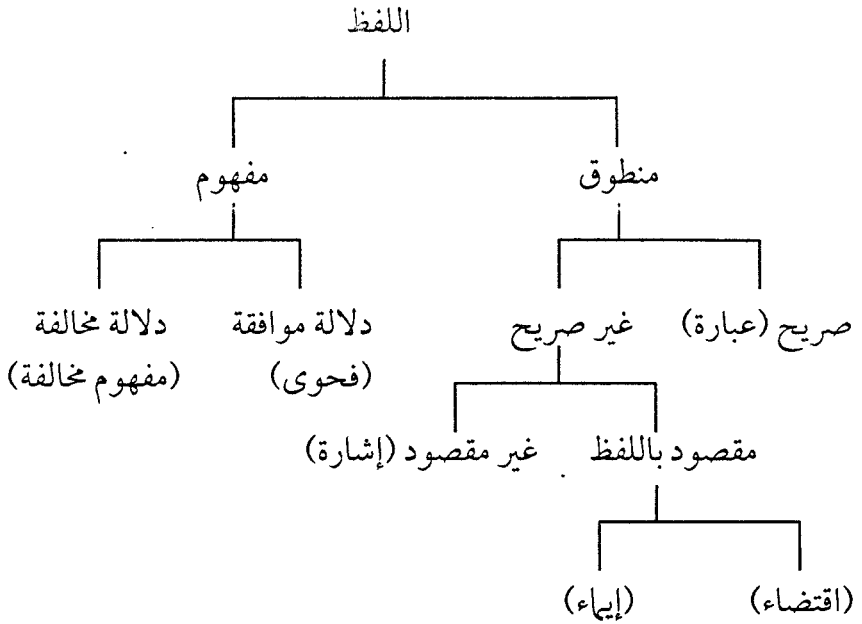 اللفظ
منطوق مفهوم
صريح (عبارة) غير صريح دلالة موافقة دلالة مخالفة
(فحوى) (مفهوم مخالفة)
مقصود باللفظ غير مقصود (إشارة)
(اقتضاء) (إيماء)